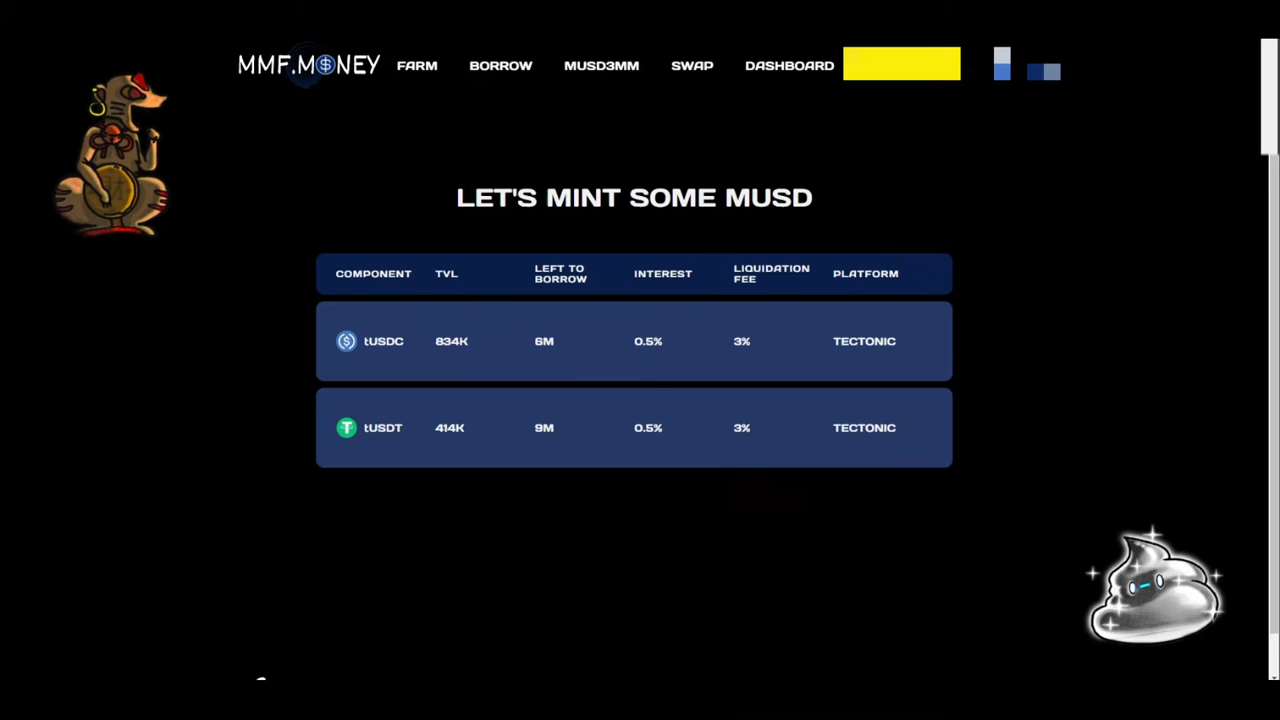 MMF.MONEY FARM BORROW MUSD3MM SWAP DASHBOARD
LET'S MINT SOME MUSD
COMPONENT TVL LEFT TO BORROW INTEREST LIQUIDATION FEE PLATFORM
tUSDC 834K 6M 0.5% 3% TECTONIC
tUSDT 414K 9M 0.5% 3% TECTONIC